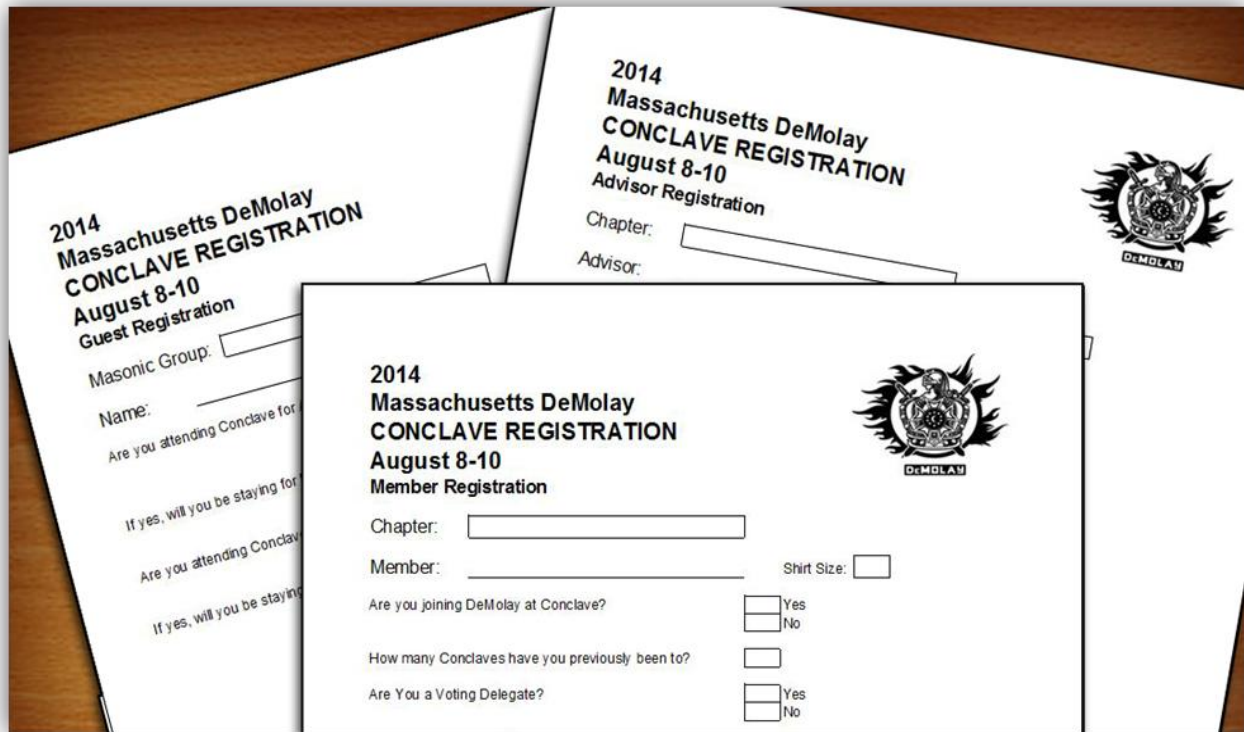 2014
Massachusetts DeMolay
CONCLAVE REGISTRATION
August 8-10
Guest Registration
Masonic Group:
Name:
Are you attending Conclave for
If yes, will you be staying for
Are you attending Conclav
If yes, will you be staying
2014
Massachusetts DeMolay
CONCLAVE REGISTRATION
August 8-10
Advisor Registration
Chapter:
Advisor:
DeMOLAY
2014
Massachusetts DeMolay
CONCLAVE REGISTRATION
August 8-10
Member Registration
DeMOLAY
Chapter:
Member:
Shirt Size:
Are you joining DeMolay at Conclave?
Yes
No
How many Conclaves have you previously been to?
Are You a Voting Delegate?
Yes
No